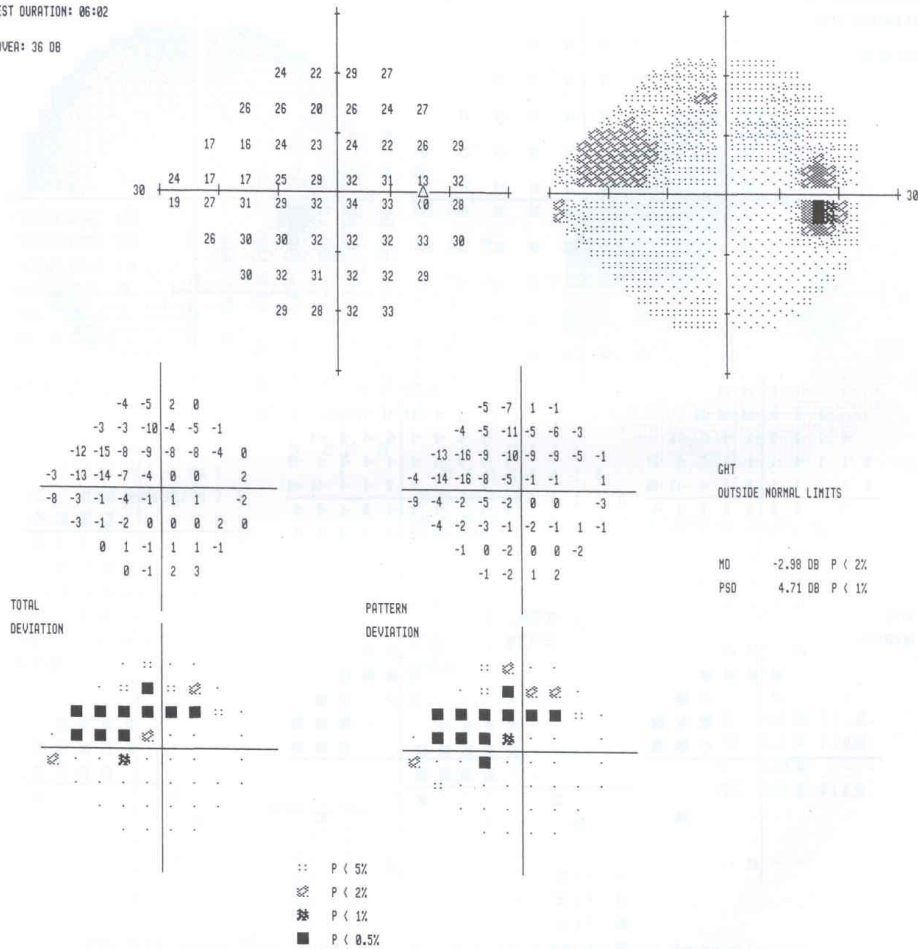 EST DURATION: 06:02
OVEA: 36 DB
24 22 29 27
26 26 20 26 24 27
17 16 24 23 24 22 26 29
24 17 17 25 29 32 31 13 32
30 30
19 27 31 29 32 34 33 <0 28
26 30 30 32 32 32 33 30
30 32 31 32 32 29
29 28 32 33
-4 -5 2 0
-3 -3 -10 -4 -5 -1
-12 -15 -8 -9 -8 -8 -4 0
-3 -13 -14 -7 -4 0 0 2
-8 -3 -1 -4 -1 0 1 -2
-3 -1 -2 0 0 0 2 0
0 1 -1 1 1 -1
0 -1 2 3
TOTAL
DEVIATION
-5 -7 1 -1
-4 -5 -11 -5 -6 -3
-13 -16 -9 -10 -9 -9 -5 -1
-4 -14 -16 -8 -5 -1 -1 1
-9 -4 -2 -5 -2 0 0 -3
-4 -2 -3 -1 -2 -1 1 -1
-1 0 -2 0 0 -2
-1 -2 1 2
PATTERN
DEVIATION
GHT
OUTSIDE NORMAL LIMITS
MD -2.98 DB P < 2%
PSD 4.71 DB P < 1%
P < 5%
P < 2%
P < 1%
P < 0.5%